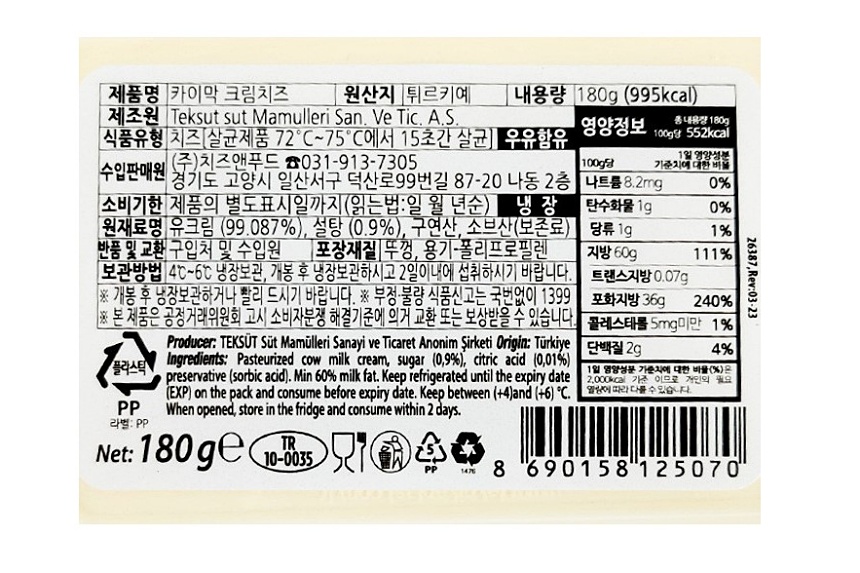 제품명 카이막 크림치즈 원산지 튀르키예 내용량 180g (995kcal)
제조원 Teksut sut Mamulleri San. Ve Tic. A.S.
식품유형 치즈[살균제품 72˚C~75˚C에서 15초간 살균] 우유함유
수입판매원 (주)치즈앤푸드 ☎031-913-7305
경기도 고양시 일산서구 덕산로99번길 87-20 나동 2층
소비기한 제품의 별도표시일까지(읽는법:일 월 년순) 냉 장
원재료명 유크림 (99.087%), 설탕 (0.9%), 구연산, 소브산(보존료)
반품 및 교환 구입처 및 수입원 포장재질 뚜껑, 용기-폴리프로필렌
보관방법 4℃~6℃ 냉장보관, 개봉 후 냉장보관하시고 2일이내에 섭취하시기 바랍니다.
※ 개봉 후 냉장보관하거나 빨리 드시기 바랍니다. ※ 부정·불량 식품신고는 국번없이 1399
※ 본 제품은 공정거래위원회 고시 소비자분쟁 해결기준에 의거 교환 또는 보상받을 수 있습니다.
영양정보 총 내용량 180g
100g당 552kcal
100g당 1일 영양성분
기준치에 대한 비율
나트륨 8.2mg 0%
탄수화물 1g 0%
당류 1g 1%
지방 60g 111%
트랜스지방 0.07g
포화지방 36g 240%
콜레스테롤 5mg미만 1%
단백질 2g 4%
1일 영양성분 기준치에 대한 비율(%)은
2,000kcal 기준 이므로 개인의 필요
열량에 따라 다를 수 있습니다.
26387,Rev:03-23
플라스틱
PP
라벨: PP
Producer: TEKSÜT Süt Mamülleri Sanayi ve Ticaret Anonim Şirketi Origin: Türkiye
Ingredients: Pasteurized cow milk cream, sugar (0,9%), citric acid (0,01%)
preservative (sorbic acid). Min 60% milk fat. Keep refrigerated until the expiry date
(EXP) on the pack and consume before expiry date. Keep between (+4)and (+6) °C.
When opened, store in the fridge and consume within 2 days.
Net: 180 g e
TR
10-0035
5
PP
1476
8 690158 125070